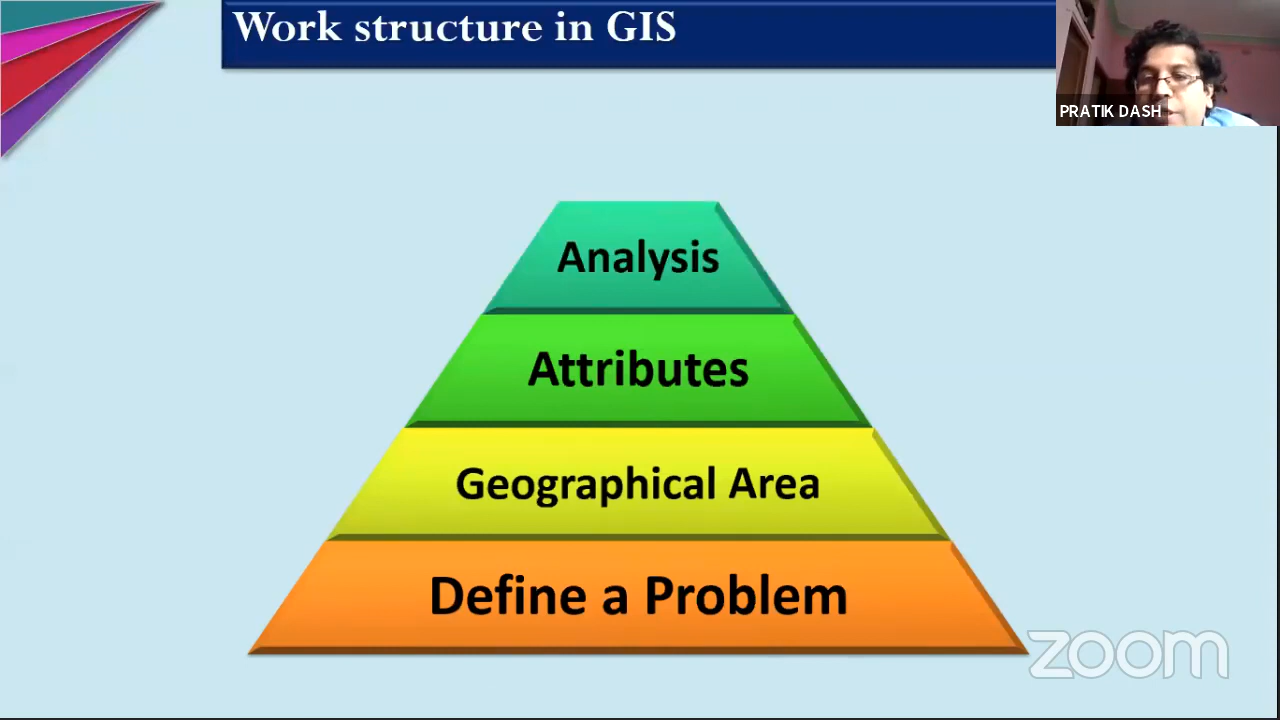 Work structure in GIS
PRATIK DASH
Analysis
Attributes
Geographical Area
Define a Problem
zoom